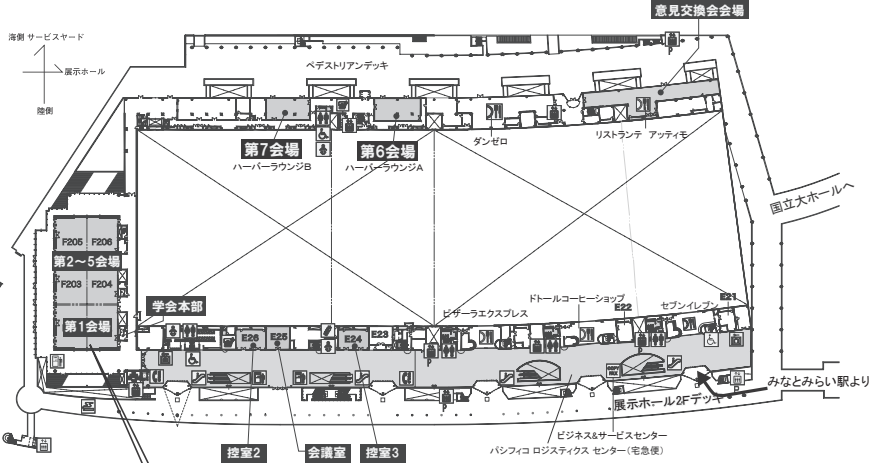 意見交換会会場
海側 サービスヤード
展示ホール
陸側
ペデストリアンデッキ
第7会場
ハーバーラウンジB
第6会場
ハーバーラウンジA
ダンゼロ
リストランテ アッティモ
国立大ホールへ
F205
F206
第2～5会場
F203
F204
第1会場
学会本部
ピザーラエクスプレス
ドトールコーヒーショップ
E22
セブンイレブン
E21
E26
E25
E24
E23
みなとみらい駅より
展示ホール2Fデッキ
控室2
会議室
控室3
ビジネス&サービスセンター
パシフィコ ロジスティクス センター(宅急便)